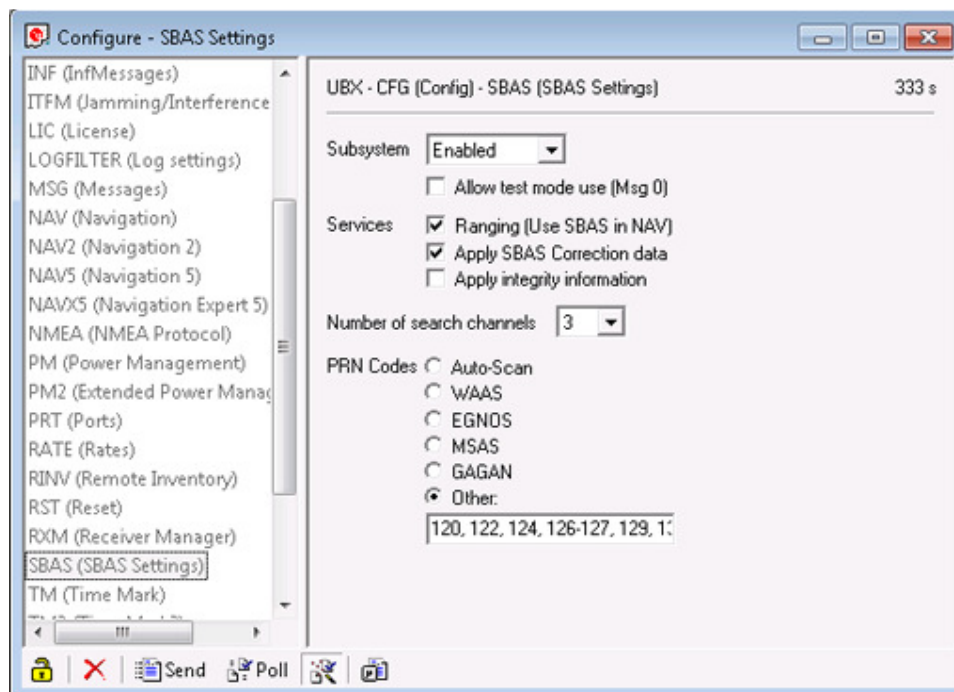 Configure - SBAS Settings
INF (InfMessages)
ITFM (Jamming/Interference
LIC (License)
LOGFILTER (Log settings)
MSG (Messages)
NAV (Navigation)
NAV2 (Navigation 2)
NAV5 (Navigation 5)
NAVX5 (Navigation Expert 5)
NMEA (NMEA Protocol)
PM (Power Management)
PM2 (Extended Power Manag
PRT (Ports)
RATE (Rates)
RINV (Remote Inventory)
RST (Reset)
RXM (Receiver Manager)
SBAS (SBAS Settings)
TM (Time Mark)
UBX - CFG (Config) - SBAS (SBAS Settings) 333 s
Subsystem Enabled
Allow test mode use (Msg 0)
Services Ranging (Use SBAS in NAV)
Apply SBAS Correction data
Apply integrity information
Number of search channels 3
PRN Codes Auto-Scan
WAAS
EGNOS
MSAS
GAGAN
Other:
120, 122, 124, 126-127, 129, 13
Send Poll